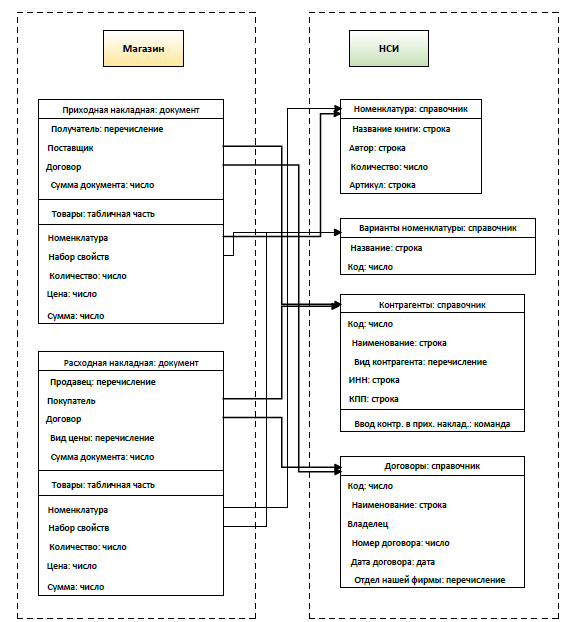 Магазин
Приходная накладная: документ
Получатель: перечисление
Поставщик
Договор
Сумма документа: число
Товары: табличная часть
Номенклатура
Набор свойств
Количество: число
Цена: число
Сумма: число
Расходная накладная: документ
Продавец: перечисление
Покупатель
Договор
Вид цены: перечисление
Сумма документа: число
Товары: табличная часть
Номенклатура
Набор свойств
Количество: число
Цена: число
Сумма: число
НСИ
Номенклатура: справочник
Название книги: строка
Автор: строка
Количество: число
Артикул: строка
Варианты номенклатуры: справочник
Название: строка
Код: число
Контрагенты: справочник
Код: число
Наименование: строка
Вид контрагента: перечисление
ИНН: строка
КПП: строка
Ввод контр. в прих. наклад.: команда
Договоры: справочник
Код: число
Наименование: строка
Владелец
Номер договора: число
Дата договора: дата
Отдел нашей фирмы: перечисление